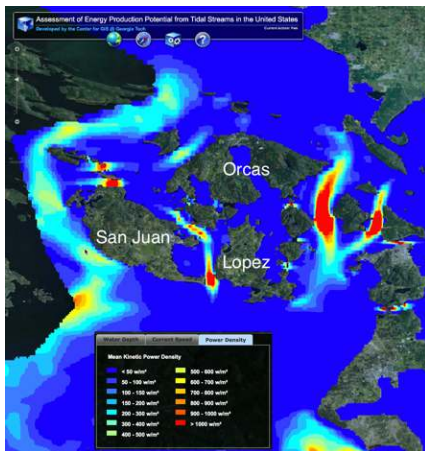 Assessment of Energy Production Potential from Tidal Streams in the United States
Developed by the Center for GIS @ Georgia Tech
Current action: Pan
Orcas
San Juan
Lopez
Water Depth
Current Speed
Power Density
Mean Kinetic Power Density
< 50 w/m²
50 - 100 w/m²
100 - 150 w/m²
150 - 200 w/m²
200 - 300 w/m²
300 - 400 w/m²
400 - 500 w/m²
500 - 600 w/m²
600 - 700 w/m²
700 - 800 w/m²
800 - 900 w/m²
900 - 1000 w/m²
> 1000 w/m²